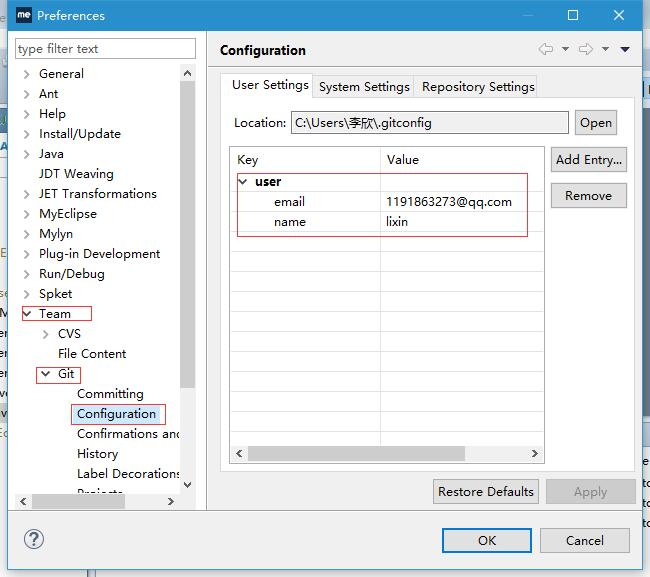 me Preferences
type filter text
General
Ant
Help
Install/Update
Java
JDT Weaving
JET Transformations
MyEclipse
Mylyn
Plug-in Development
Run/Debug
Spket
Team
CVS
File Content
Git
Committing
Configuration
Confirmations and
History
Label Decorations
Configuration
User Settings System Settings Repository Settings
Location: C:\Users\李欣\.gitconfig Open
Key Value Add Entry...
user
email 1191863273@qq.com Remove
name lixin
Restore Defaults Apply
? OK Cancel